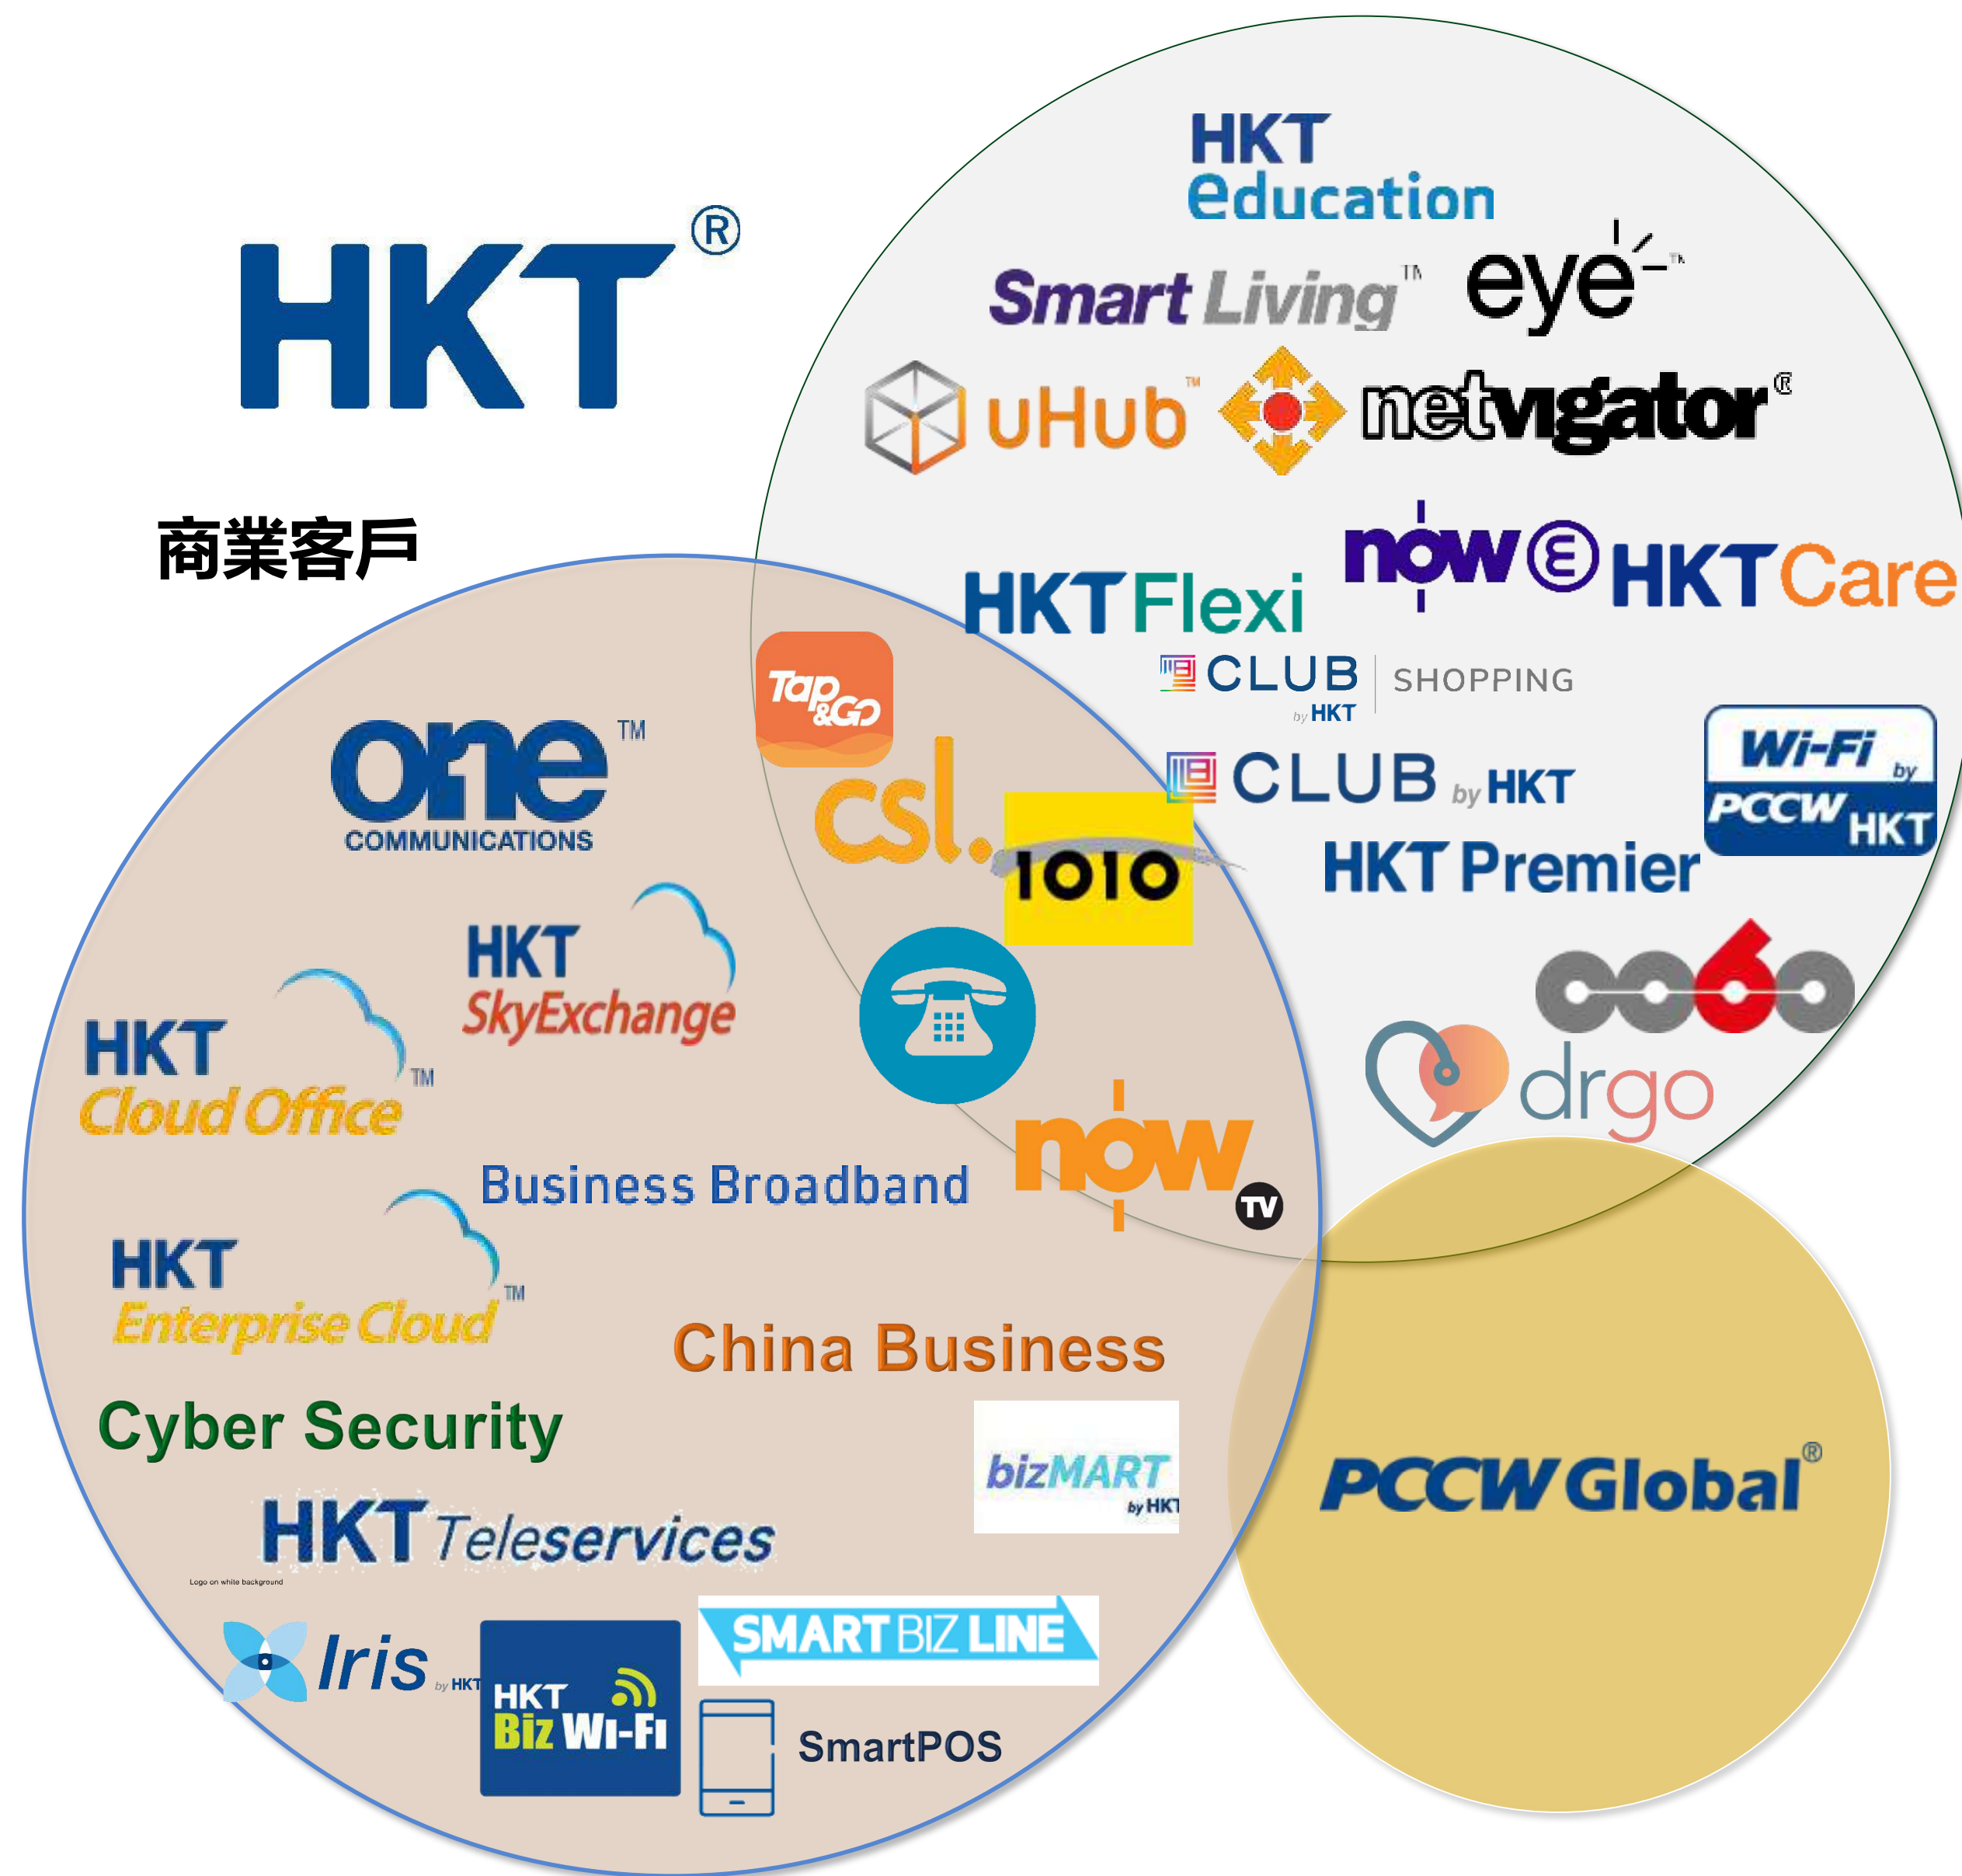 HKT®
商業客戶
HKT
education
Smart Living™
eye™
uHub™
netvigator®
now e
HKT Care
HKT Flexi
CLUB SHOPPING
by HKT
Tap
&GO
CLUB by HKT
Wi-Fi by
PCCW HKT
csl.
1010
HKT Premier
one™
COMMUNICATIONS
HKT
SkyExchange
0060
HKT
Cloud Office™
drgo
now
TV
Business Broadband
HKT
Enterprise Cloud™
China Business
Cyber Security
bizMART
by HKT
PCCW Global®
HKT Teleservices
Logo on white background
Iris by HKT
HKT
Biz Wi-Fi
SMART BIZ LINE
SmartPOS